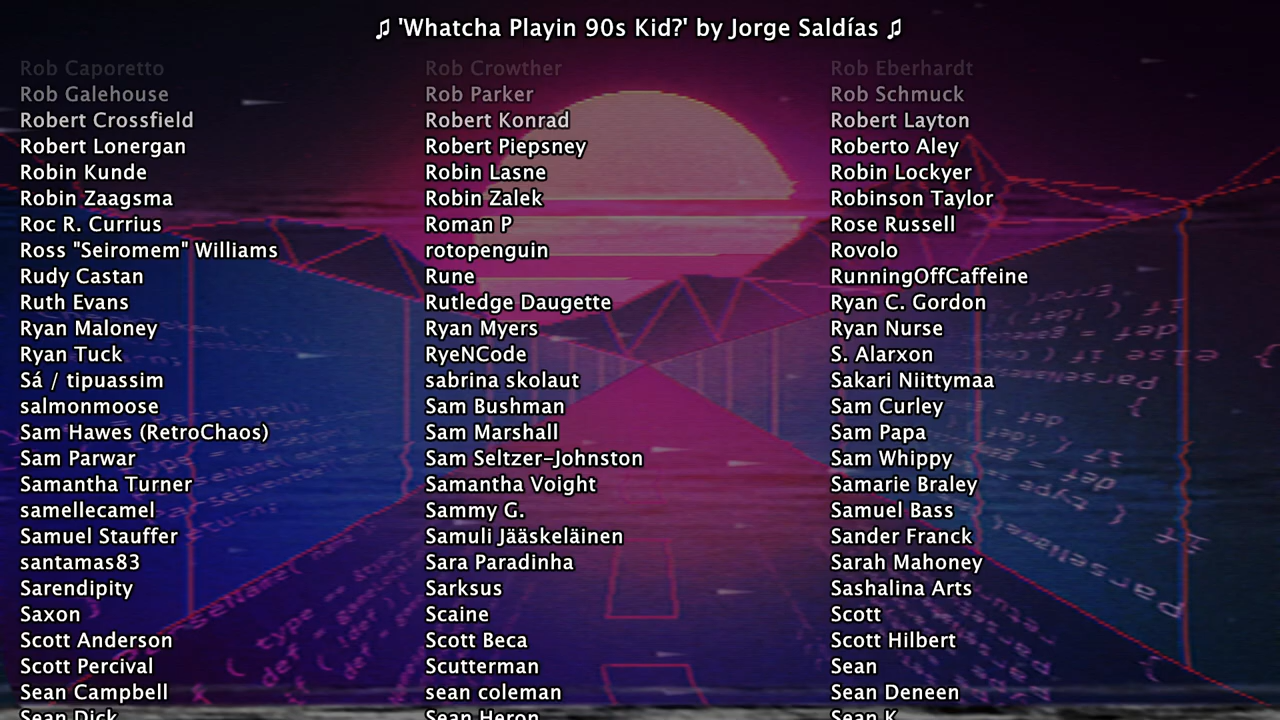 ♫ 'Whatcha Playin 90s Kid?' by Jorge Saldías ♫
Rob Caporetto Rob Crowther Rob Eberhardt
Rob Galehouse Rob Parker Rob Schmuck
Robert Crossfield Robert Konrad Robert Layton
Robert Lonergan Robert Piepsney Roberto Aley
Robin Kunde Robin Lasne Robin Lockyer
Robin Zaagsma Robin Zalek Robinson Taylor
Roc R. Currius Roman P Rose Russell
Ross "Seiromem" Williams rotopenguin Rovolo
Rudy Castan Rune RunningOffCaffeine
Ruth Evans Rutledge Daugette Ryan C. Gordon
Ryan Maloney Ryan Myers Ryan Nurse
Ryan Tuck RyeNCode S. Alarxon
Sá / tipuassim sabrina skolaut Sakari Niittymaa
salmonmoose Sam Bushman Sam Curley
Sam Hawes (RetroChaos) Sam Marshall Sam Papa
Sam Parwar Sam Seltzer-Johnston Sam Whippy
Samantha Turner Samantha Voight Samarie Braley
samellecamel Sammy G. Samuel Bass
Samuel Stauffer Samuli Jääskeläinen Sander Franck
santamas83 Sara Paradinha Sarah Mahoney
Sarendipity Sarksus Sashalina Arts
Saxon Scaine Scott
Scott Anderson Scott Beca Scott Hilbert
Scott Percival Scutterman Sean
Sean Campbell sean coleman Sean Deneen
Sean Dick Sean Heron Sean K